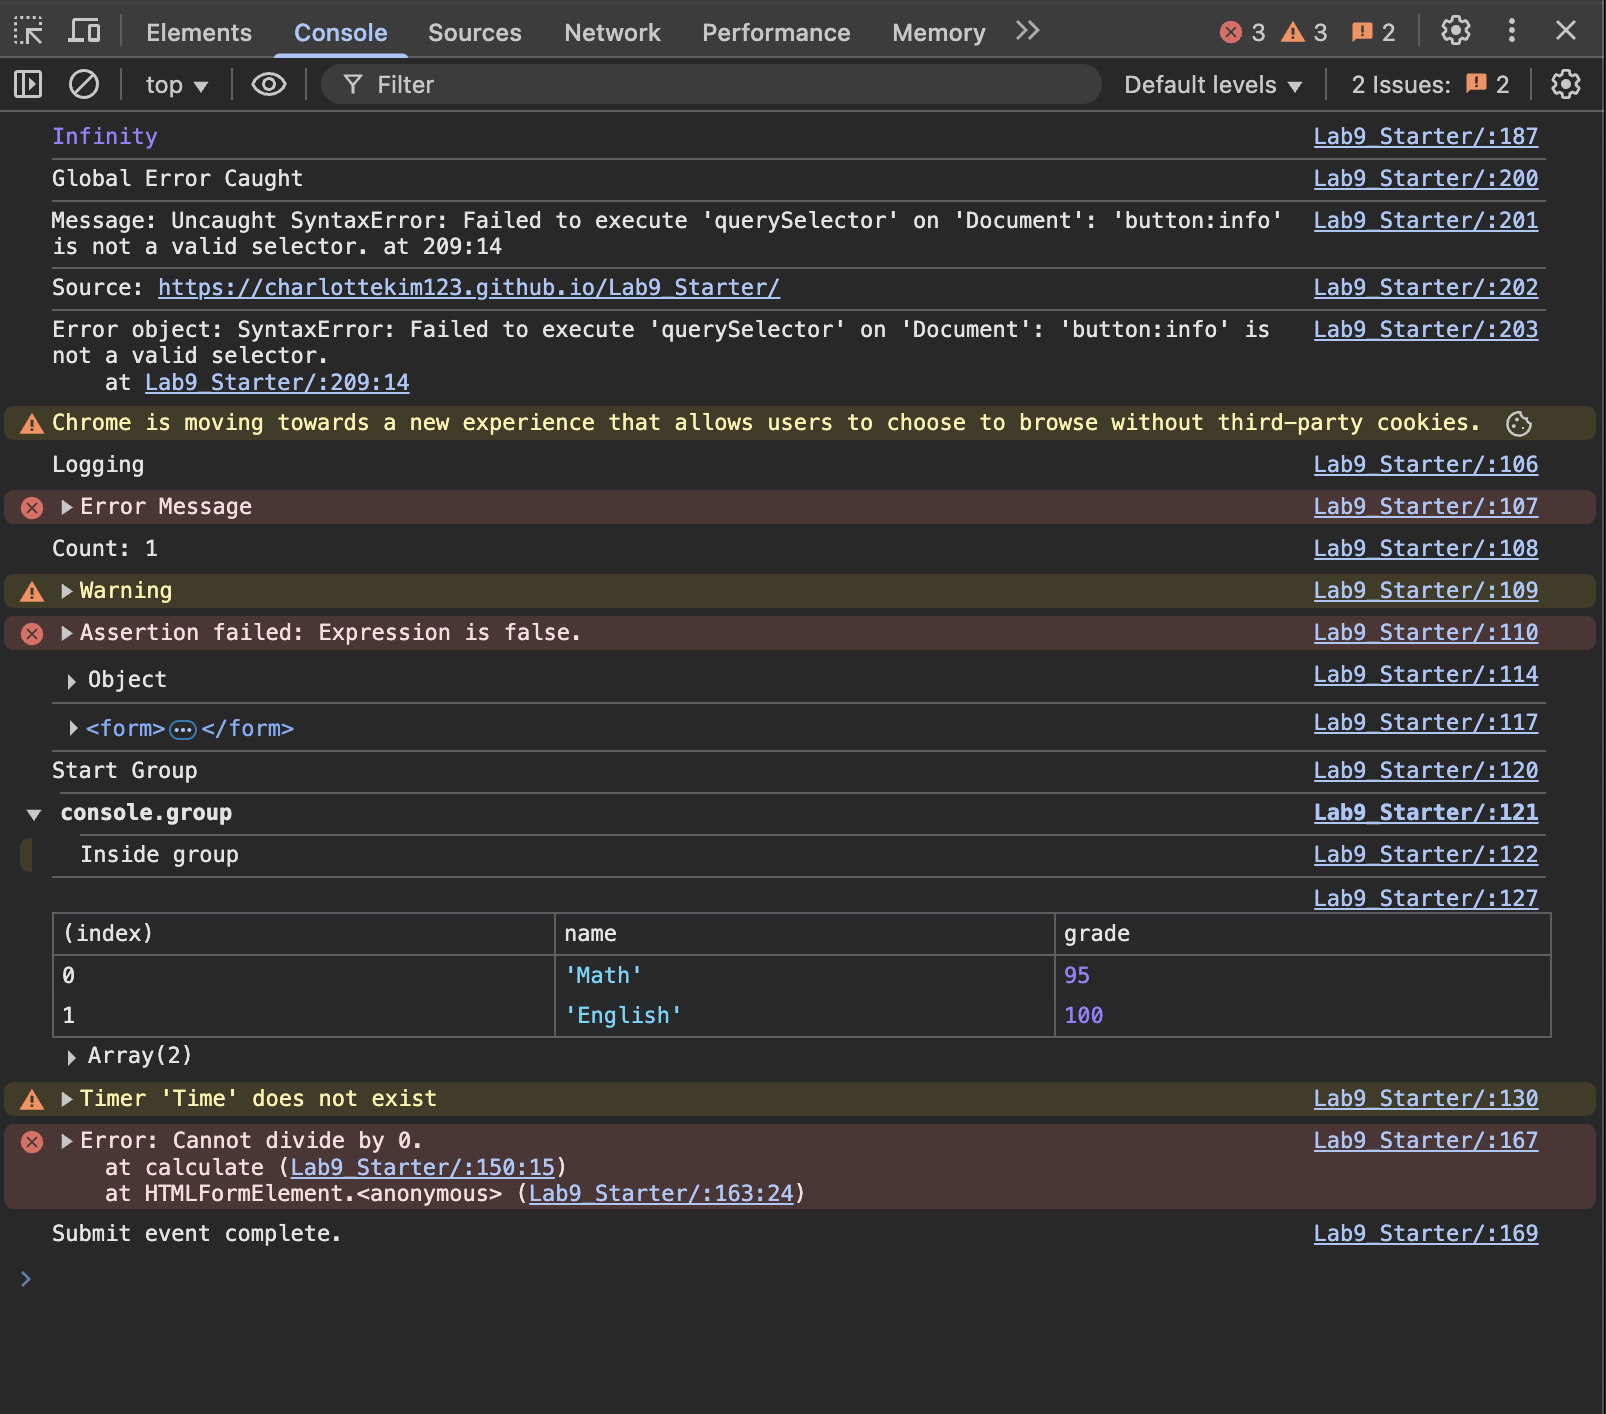 Elements Console Sources Network Performance Memory 3 3 2
top Filter Default levels 2 Issues: 2
Infinity Lab9_Starter/:187
Global Error Caught Lab9_Starter/:200
Message: Uncaught SyntaxError: Failed to execute 'querySelector' on 'Document': 'button:info' Lab9_Starter/:201
is not a valid selector. at 209:14
Source: https://charlottekim123.github.io/Lab9_Starter/ Lab9_Starter/:202
Error object: SyntaxError: Failed to execute 'querySelector' on 'Document': 'button:info' is Lab9_Starter/:203
not a valid selector.
at Lab9_Starter/:209:14
Chrome is moving towards a new experience that allows users to choose to browse without third-party cookies.
Logging Lab9_Starter/:106
Error Message Lab9_Starter/:107
Count: 1 Lab9_Starter/:108
Warning Lab9_Starter/:109
Assertion failed: Expression is false. Lab9_Starter/:110
Object Lab9_Starter/:114
<form>…</form> Lab9_Starter/:117
Start Group Lab9_Starter/:120
console.group Lab9_Starter/:121
Inside group Lab9_Starter/:122
Lab9_Starter/:127
(index) name grade
0 'Math' 95
1 'English' 100
Array(2)
Timer 'Time' does not exist Lab9_Starter/:130
Error: Cannot divide by 0. Lab9_Starter/:167
at calculate (Lab9_Starter/:150:15)
at HTMLFormElement.<anonymous> (Lab9_Starter/:163:24)
Submit event complete. Lab9_Starter/:169